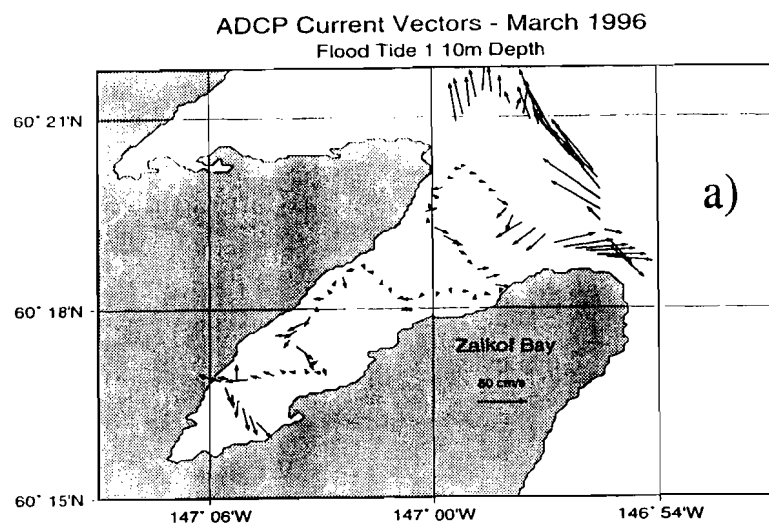 ADCP Current Vectors - March 1996
Flood Tide 1 10m Depth
60° 21'N
a)
60° 18'N
Zaikof Bay
50 cm/s
60° 15'N
147° 06'W
147° 00'W
146° 54'W